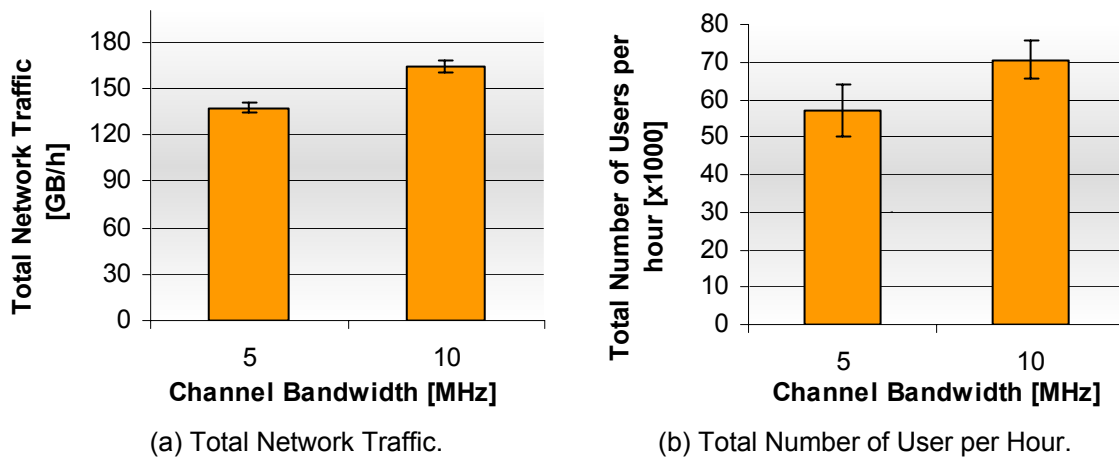 Total Network Traffic
[GB/h]
180
150
120
90
60
30
0
5
10
Channel Bandwidth [MHz]
(a) Total Network Traffic.
Total Number of Users per
hour [x1000]
80
70
60
50
40
30
20
10
0
5
10
Channel Bandwidth [MHz]
(b) Total Number of User per Hour.